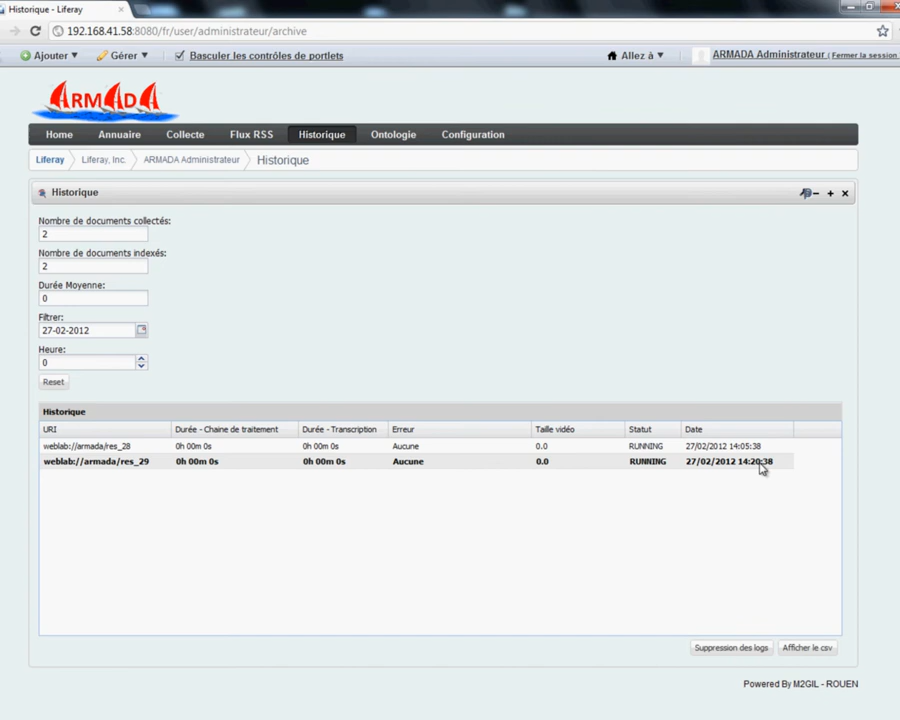 Historique - Liferay
192.168.41.58:8080/fr/user/administrateur/archive
Ajouter Gérer Basculer les contrôles de portlets Allez à ARMADA Administrateur (Fermer la session
ARMADA
Home Annuaire Collecte Flux RSS Historique Ontologie Configuration
Liferay Liferay, Inc. ARMADA Administrateur Historique
Historique
Nombre de documents collectés:
2
Nombre de documents indexés:
2
Durée Moyenne:
0
Filtrer:
27-02-2012
Heure:
0
Reset
Historique
URI Durée - Chaine de traitement Durée - Transcription Erreur Taille vidéo Statut Date
weblab://armada/res_28 0h 00m 0s 0h 00m 0s Aucune 0.0 RUNNING 27/02/2012 14:05:38
weblab://armada/res_29 0h 00m 0s 0h 00m 0s Aucune 0.0 RUNNING 27/02/2012 14:20:38
Suppression des logs Afficher le csv
Powered By M2GIL - ROUEN